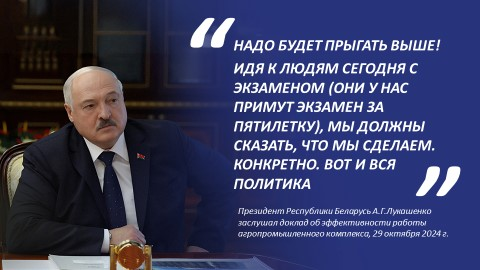 “
НАДО БУДЕТ ПРЫГАТЬ ВЫШЕ!
ИДЯ К ЛЮДЯМ СЕГОДНЯ С
ЭКЗАМЕНОМ (ОНИ У НАС
ПРИМУТ ЭКЗАМЕН ЗА
ПЯТИЛЕТКУ), МЫ ДОЛЖНЫ
СКАЗАТЬ, ЧТО МЫ СДЕЛАЕМ.
КОНКРЕТНО. ВОТ И ВСЯ
ПОЛИТИКА
”
Президент Республики Беларусь А.Г.Лукашенко
заслушал доклад об эффективности работы
агропромышленного комплекса, 29 октября 2024 г.